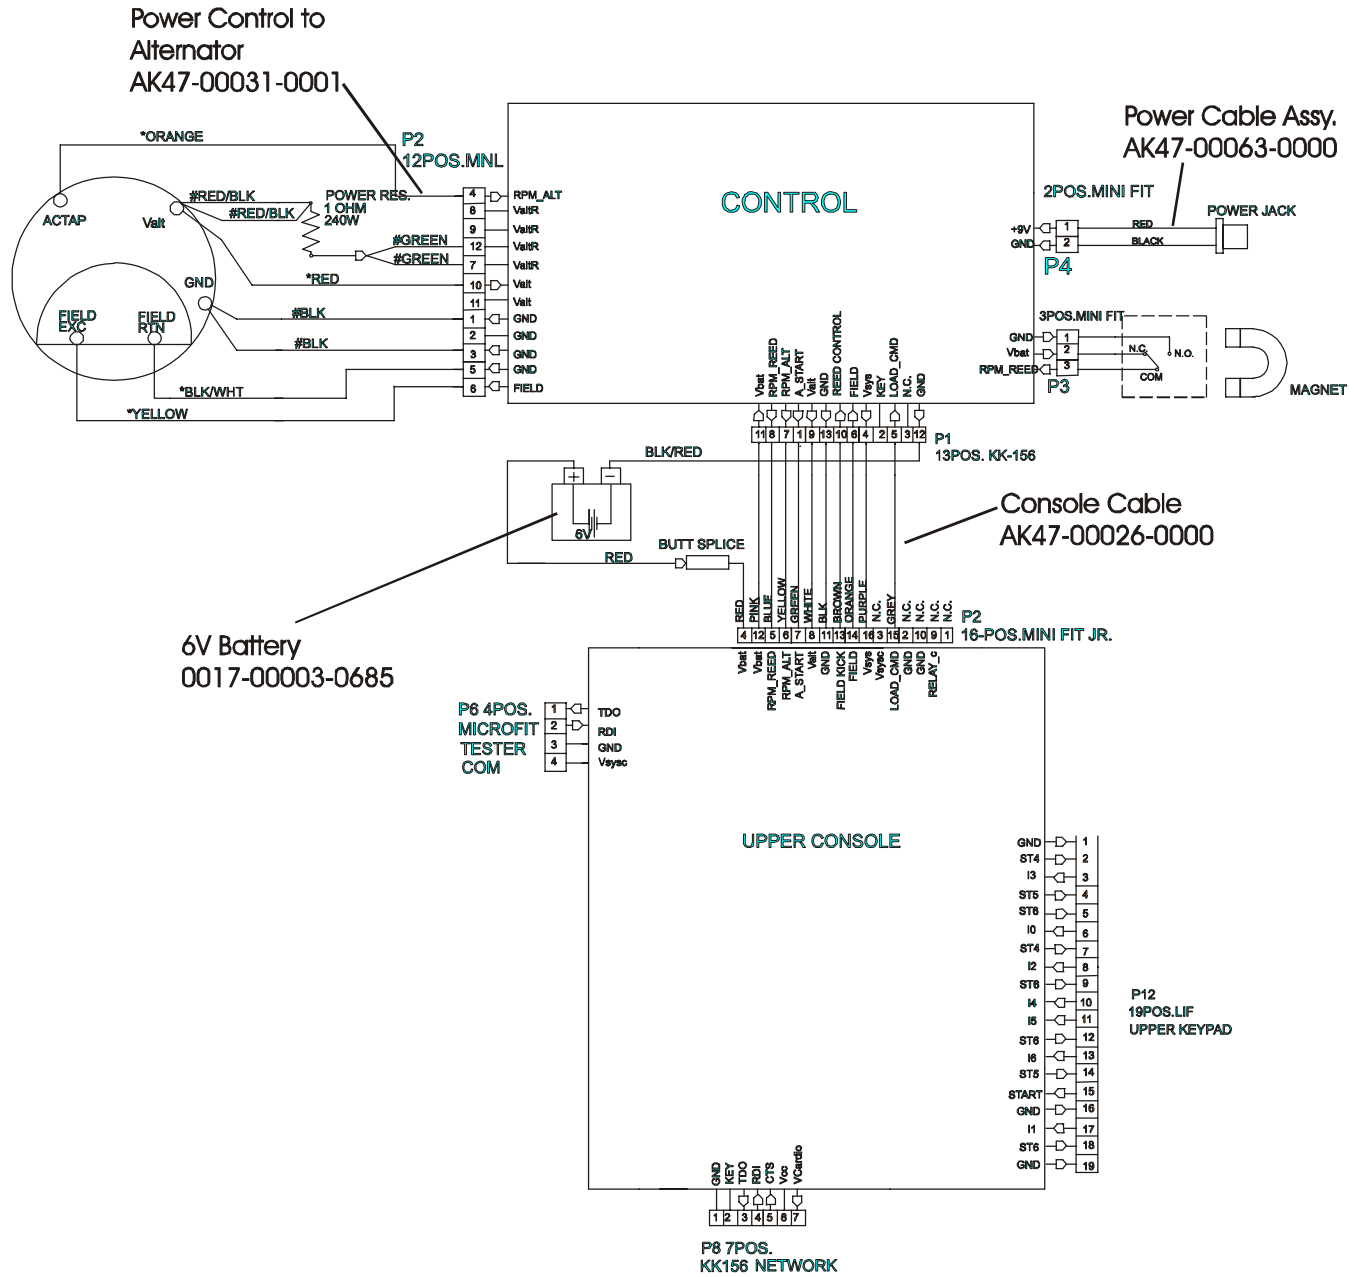 Power Control to
Alternator
AK47-00031-0001
*ORANGE
P2
12POS.MNL
#RED/BLK
#RED/BLK
POWER RES.
1 OHM
240W
ACTAP
Valt
GND
#GREEN
#GREEN
*RED
#BLK
#BLK
FIELD
EXC
FIELD
RTN
*BLK/WHT
*YELLOW
4 RPM_ALT
8 ValtR
9 ValtR
12 ValtR
7 ValtR
10 Valt
11 Valt
1 GND
2 GND
3 GND
5 GND
6 FIELD
CONTROL
Power Cable Assy.
AK47-00063-0000
2POS.MINI FIT
+9V 1 RED
GND 2 BLACK
POWER JACK
P4
3POS.MINI FIT
GND 1
Vbat 2
RPM_REED 3
P3
N.C.
N.O.
COM
MAGNET
Vbat
RPM_REED
RPM_ALT
A_START
Valt
GND
REED CONTROL
FIELD
Vsys
KEY
LOAD_CMD
N.C.
GND
11 8 7 1 9 13 10 6 4 2 5 3 12
P1
13POS. KK-156
BLK/RED
+ –
6V
RED
BUTT SPLICE
6V Battery
0017-00003-0685
Console Cable
AK47-00026-0000
RED
PINK
BLUE
YELLOW
GREEN
WHITE
BLK
BROWN
ORANGE
PURPLE
N.C.
GREY
N.C.
N.C.
N.C.
N.C.
P2
16-POS.MINI FIT JR.
4 12 5 6 7 8 11 13 14 16 3 15 2 10 9 1
Vbat
Vbat
RPM_REED
RPM_ALT
A_START
Valt
GND
FIELD KICK
FIELD
Vsys
Vsysc
LOAD_CMD
GND
GND
RELAY_c
P6 4POS.
MICROFIT
TESTER
COM
1 TDO
2 RDI
3 GND
4 Vsysc
UPPER CONSOLE
GND 1
ST4 2
I3 3
ST5 4
ST6 5
I0 6
ST4 7
I2 8
ST6 9
I4 10
I5 11
ST6 12
I6 13
ST5 14
START 15
GND 16
I1 17
ST6 18
GND 19
P12
19POS.LIF
UPPER KEYPAD
GND
KEY
TDO
RDI
CTS
Vcc
VCardio
1 2 3 4 5 6 7
P8 7POS.
KK156 NETWORK